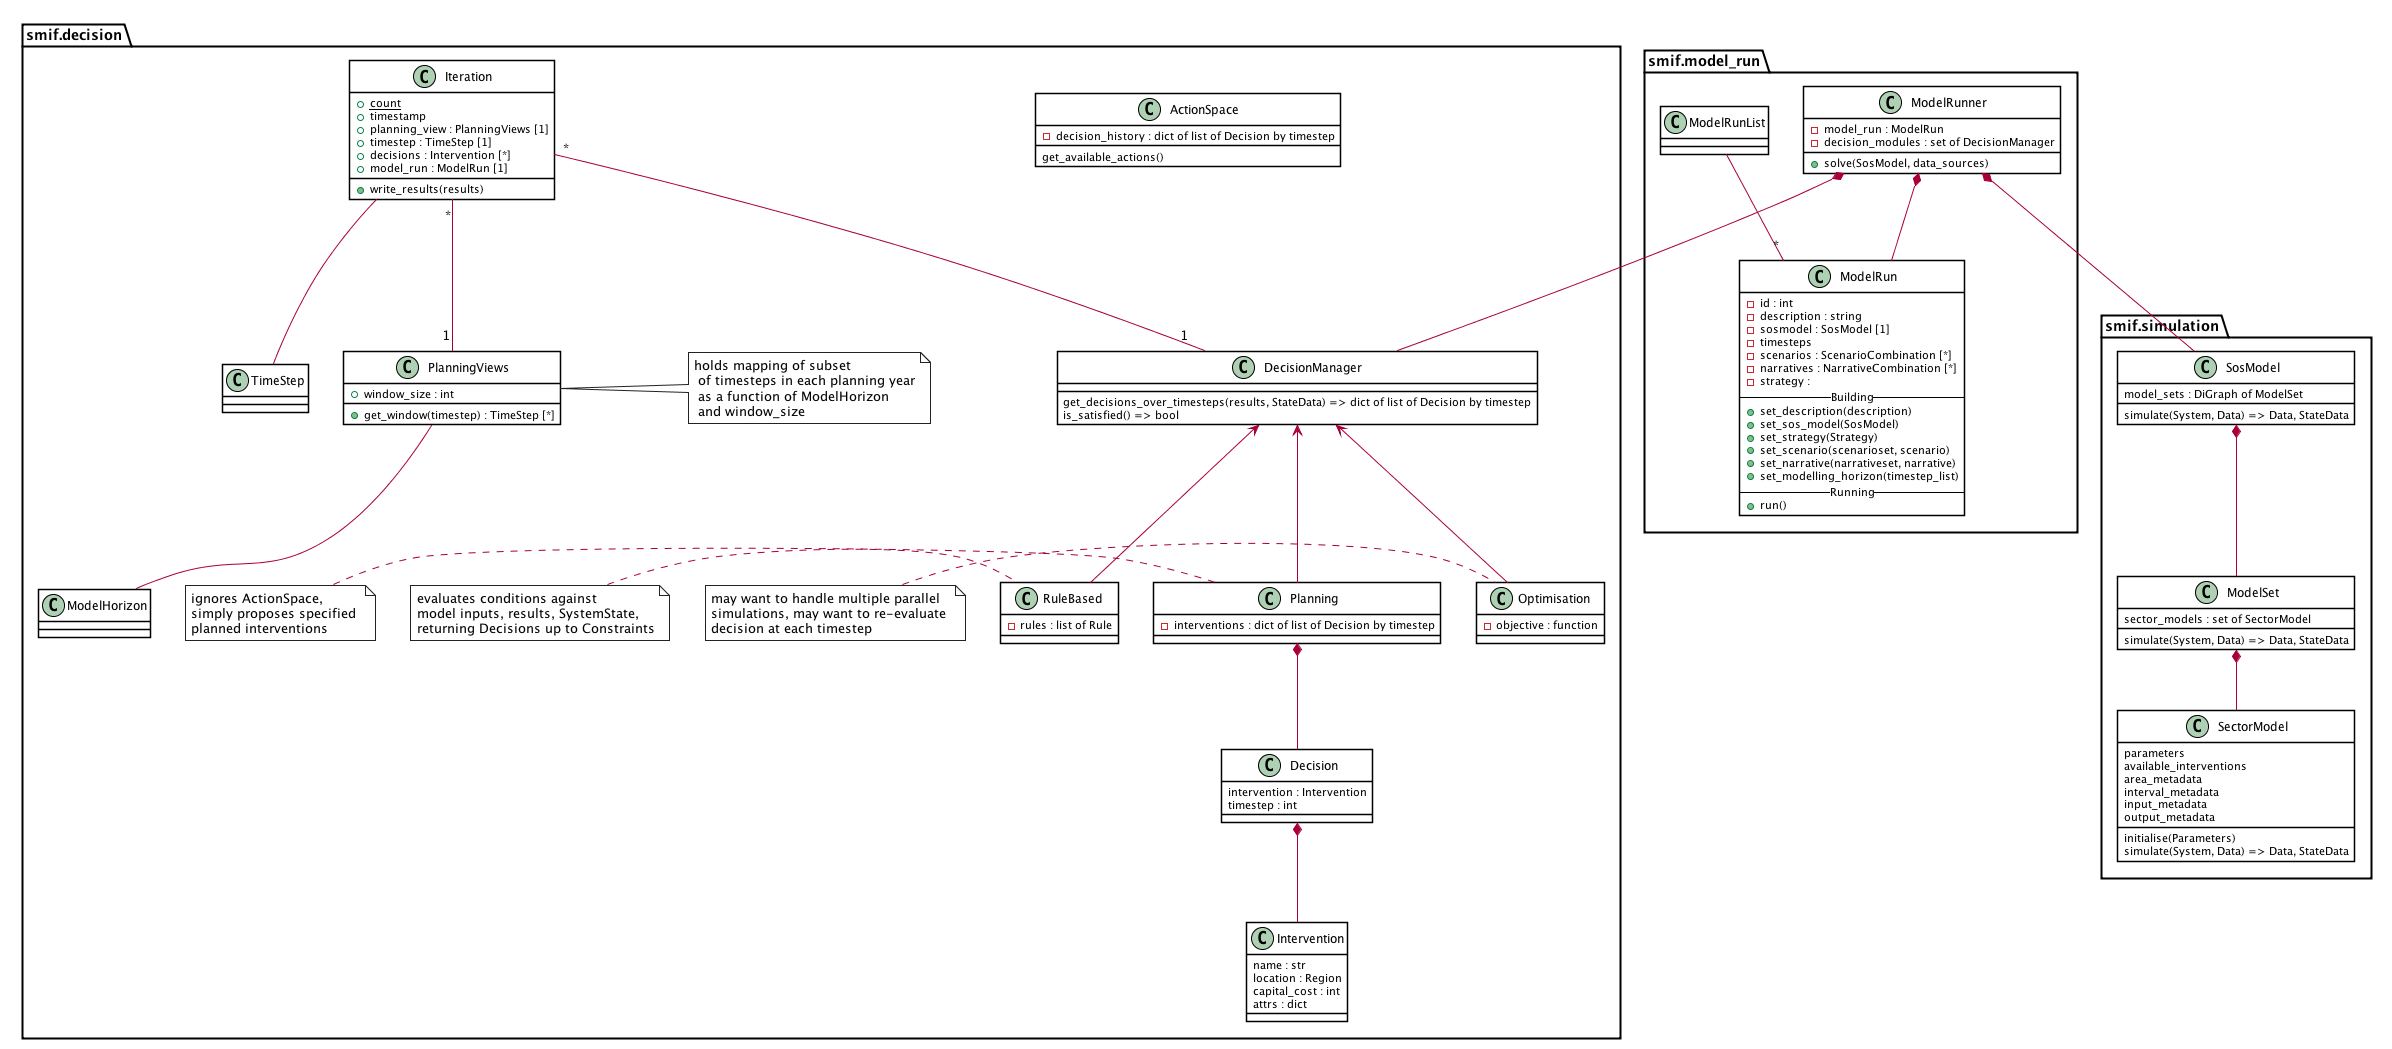 smif.decision
C Iteration
count
timestamp
planning_view : PlanningViews [1]
timestep : TimeStep [1]
decisions : Intervention [*]
model_run : ModelRun [1]
write_results(results)
*
*
1
1
C ActionSpace
decision_history : dict of list of Decision by timestep
get_available_actions()
C TimeStep
C PlanningViews
window_size : int
get_window(timestep) : TimeStep [*]
holds mapping of subset
of timesteps in each planning year
as a function of ModelHorizon
and window_size
C DecisionManager
get_decisions_over_timesteps(results, StateData) => dict of list of Decision by timestep
is_satisfied() => bool
C ModelHorizon
ignores ActionSpace,
simply proposes specified
planned interventions
evaluates conditions against
model inputs, results, SystemState,
returning Decisions up to Constraints
may want to handle multiple parallel
simulations, may want to re-evaluate
decision at each timestep
C RuleBased
rules : list of Rule
C Planning
interventions : dict of list of Decision by timestep
C Optimisation
objective : function
C Decision
intervention : Intervention
timestep : int
C Intervention
name : str
location : Region
capital_cost : int
attrs : dict
smif.model_run
C ModelRunList
C ModelRunner
model_run : ModelRun
decision_modules : set of DecisionManager
solve(SosModel, data_sources)
*
C ModelRun
id : int
description : string
sosmodel : SosModel [1]
timesteps
scenarios : ScenarioCombination [*]
narratives : NarrativeCombination [*]
strategy :
Building
set_description(description)
set_sos_model(SosModel)
set_strategy(Strategy)
set_scenario(scenarioset, scenario)
set_narrative(narrativeset, narrative)
set_modelling_horizon(timestep_list)
Running
run()
smif.simulation
C SosModel
model_sets : DiGraph of ModelSet
simulate(System, Data) => Data, StateData
C ModelSet
sector_models : set of SectorModel
simulate(System, Data) => Data, StateData
C SectorModel
parameters
available_interventions
area_metadata
interval_metadata
input_metadata
output_metadata
initialise(Parameters)
simulate(System, Data) => Data, StateData